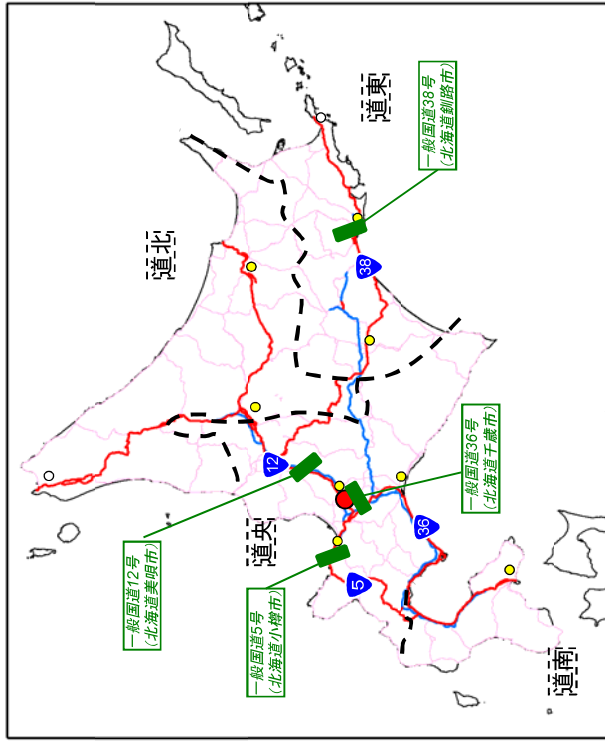 道北
道東
道央
道南
一般国道38号
(北海道釧路市)
一般国道12号
(北海道美唄市)
一般国道5号
(北海道小樽市)
一般国道36号
(北海道千歳市)
38
12
36
5